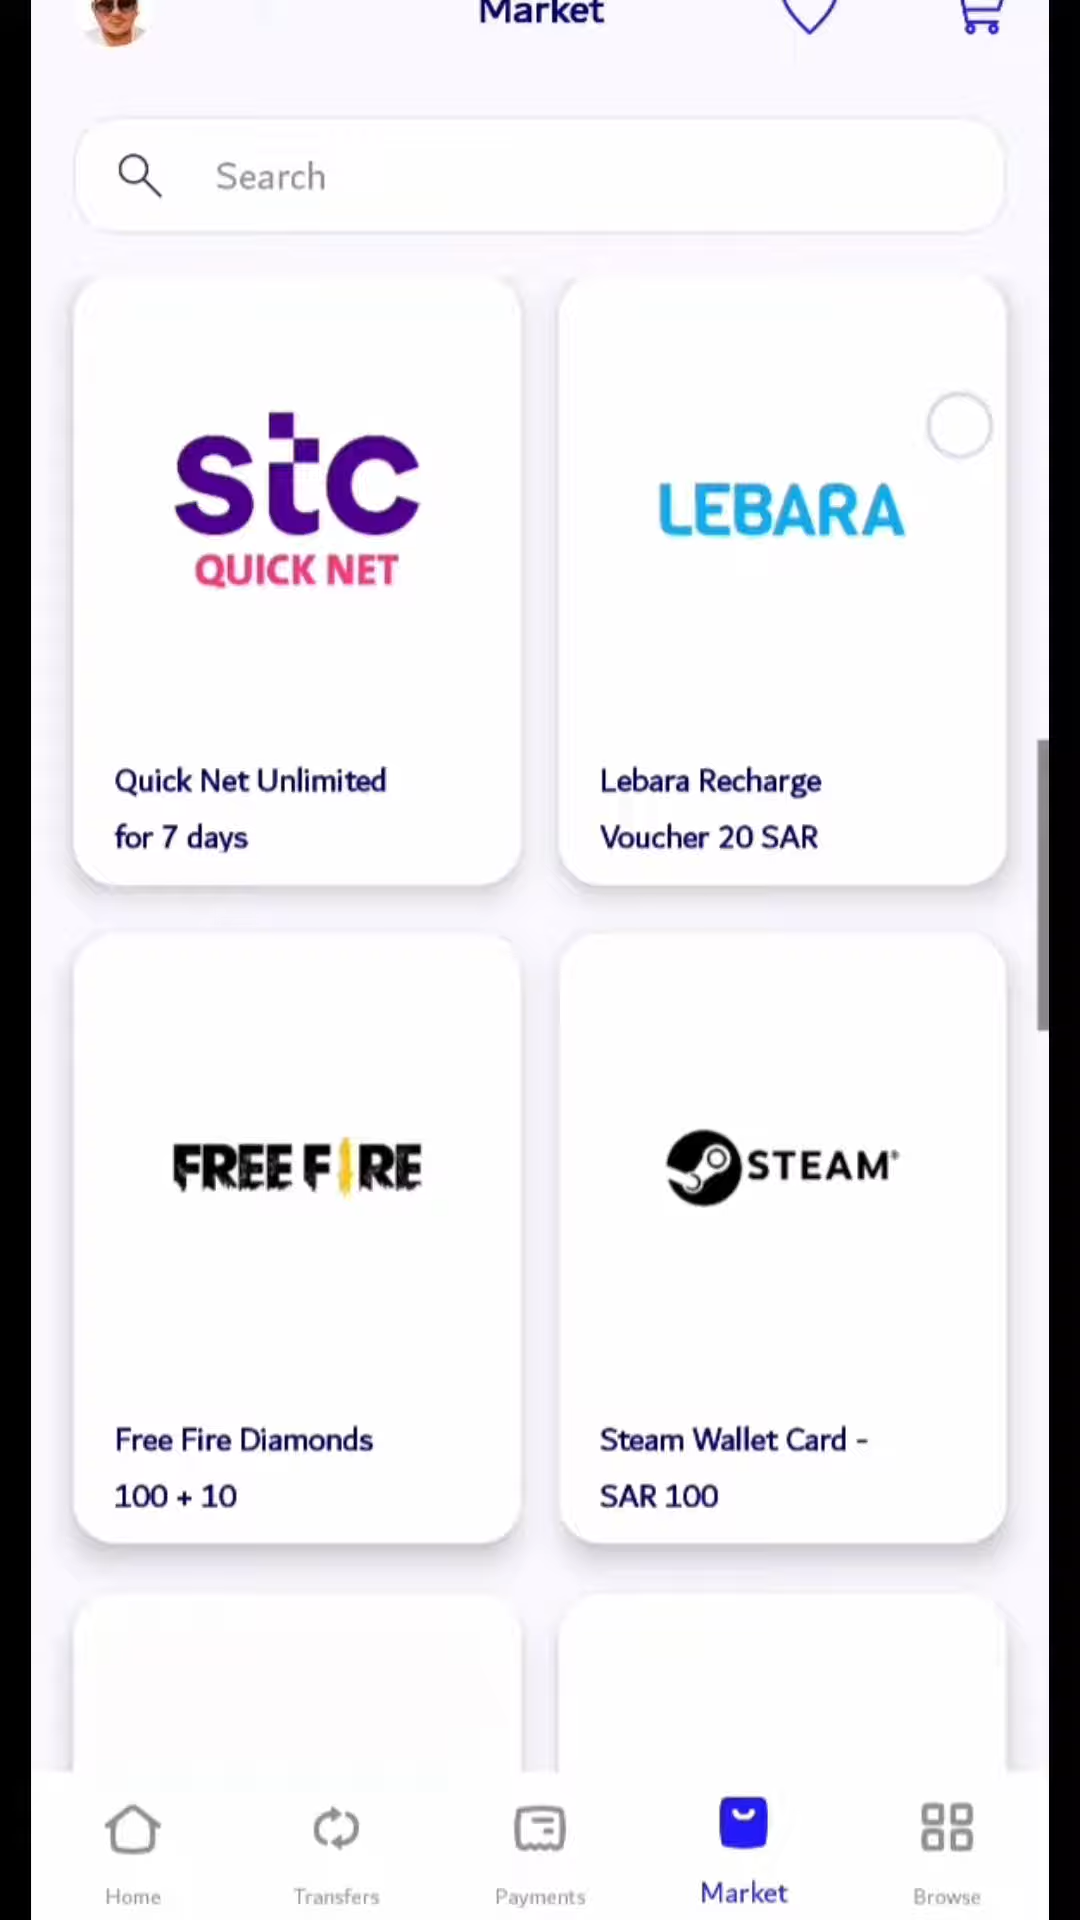 Market
Search
stc
QUICK NET
LEBARA
Quick Net Unlimited
for 7 days
Lebara Recharge
Voucher 20 SAR
FREE FIRE
STEAM®
Free Fire Diamonds
100 + 10
Steam Wallet Card -
SAR 100
Home
Transfers
Payments
Market
Browse